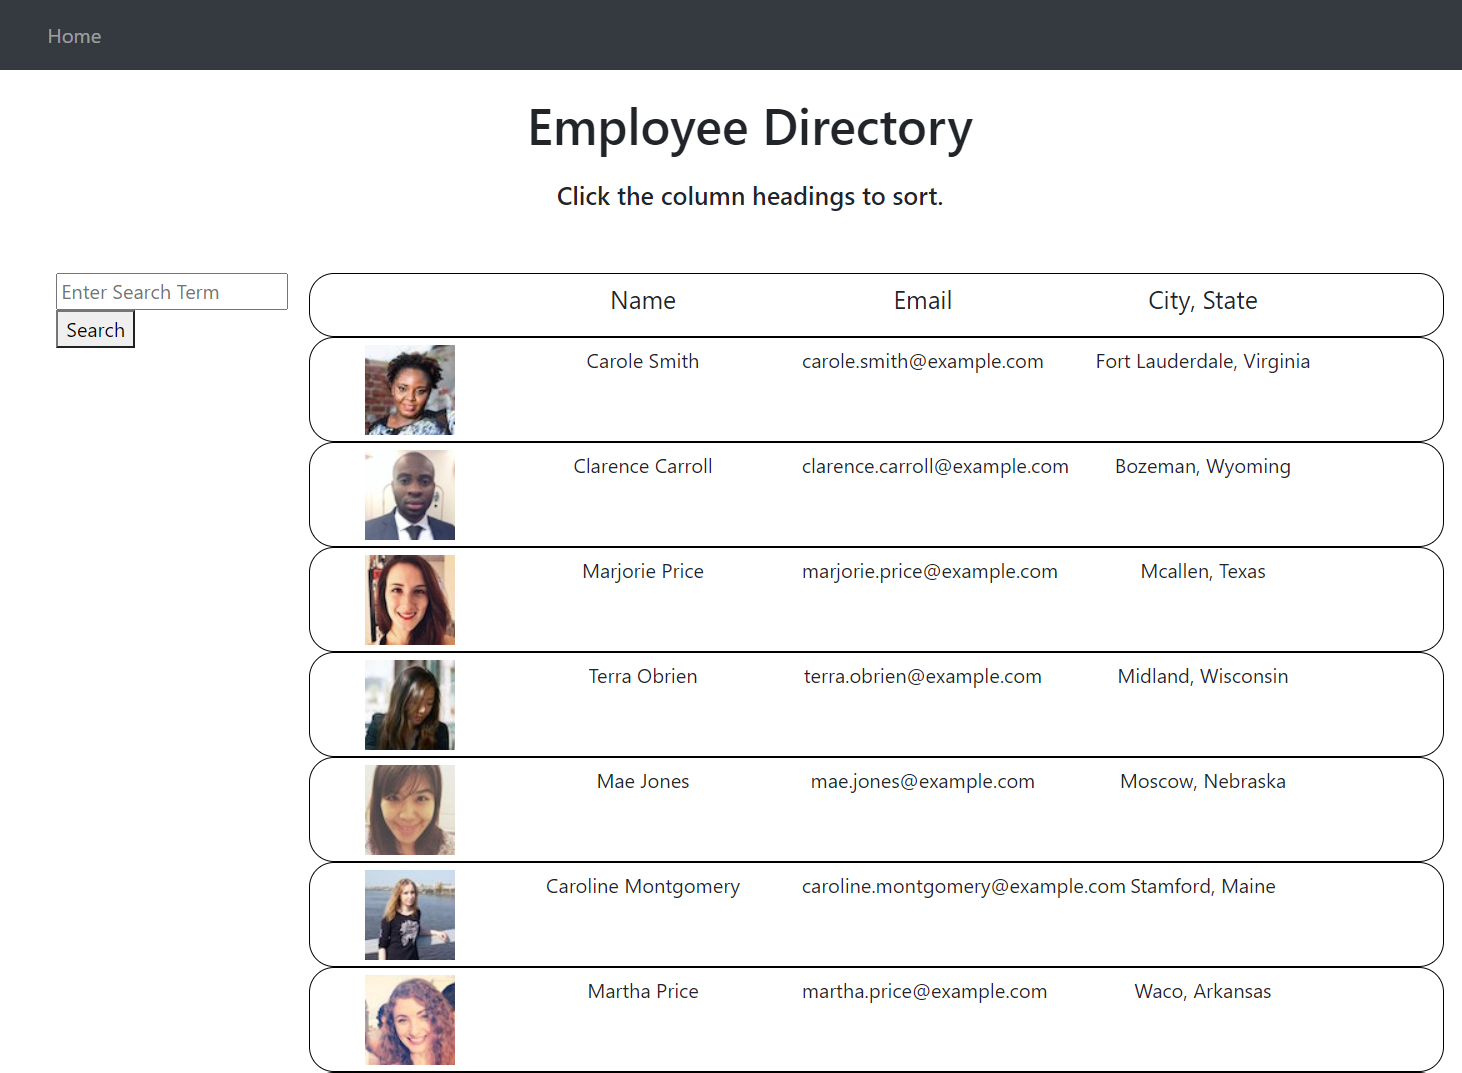 Home
Employee Directory
Click the column headings to sort.
Enter Search Term
Search
Name Email City, State
Carole Smith carole.smith@example.com Fort Lauderdale, Virginia
Clarence Carroll clarence.carroll@example.com Bozeman, Wyoming
Marjorie Price marjorie.price@example.com Mcallen, Texas
Terra Obrien terra.obrien@example.com Midland, Wisconsin
Mae Jones mae.jones@example.com Moscow, Nebraska
Caroline Montgomery caroline.montgomery@example.com Stamford, Maine
Martha Price martha.price@example.com Waco, Arkansas